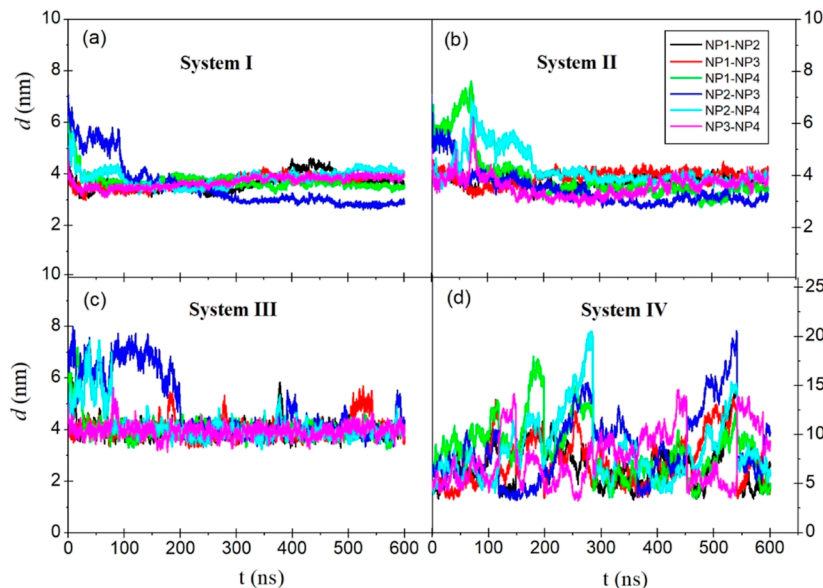 10
8
6
4
2
10
d (nm)
(a)
System I
(b)
System II
NP1-NP2
NP1-NP3
NP1-NP4
NP2-NP3
NP2-NP4
NP3-NP4
10
8
6
4
2
8
6
4
2
0
d (nm)
(c)
System III
(d)
System IV
25
20
15
10
5
0
0 100 200 300 400 500 600
0 100 200 300 400 500 600
t (ns)
t (ns)